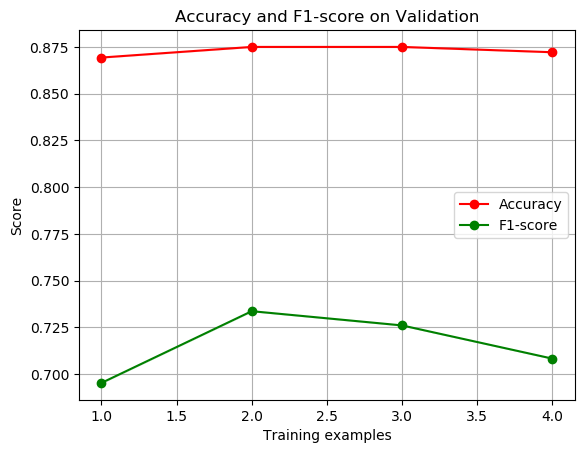 Accuracy and F1-score on Validation
0.875
0.850
0.825
0.800
0.775
0.750
0.725
0.700
Score
Accuracy
F1-score
1.0 1.5 2.0 2.5 3.0 3.5 4.0
Training examples